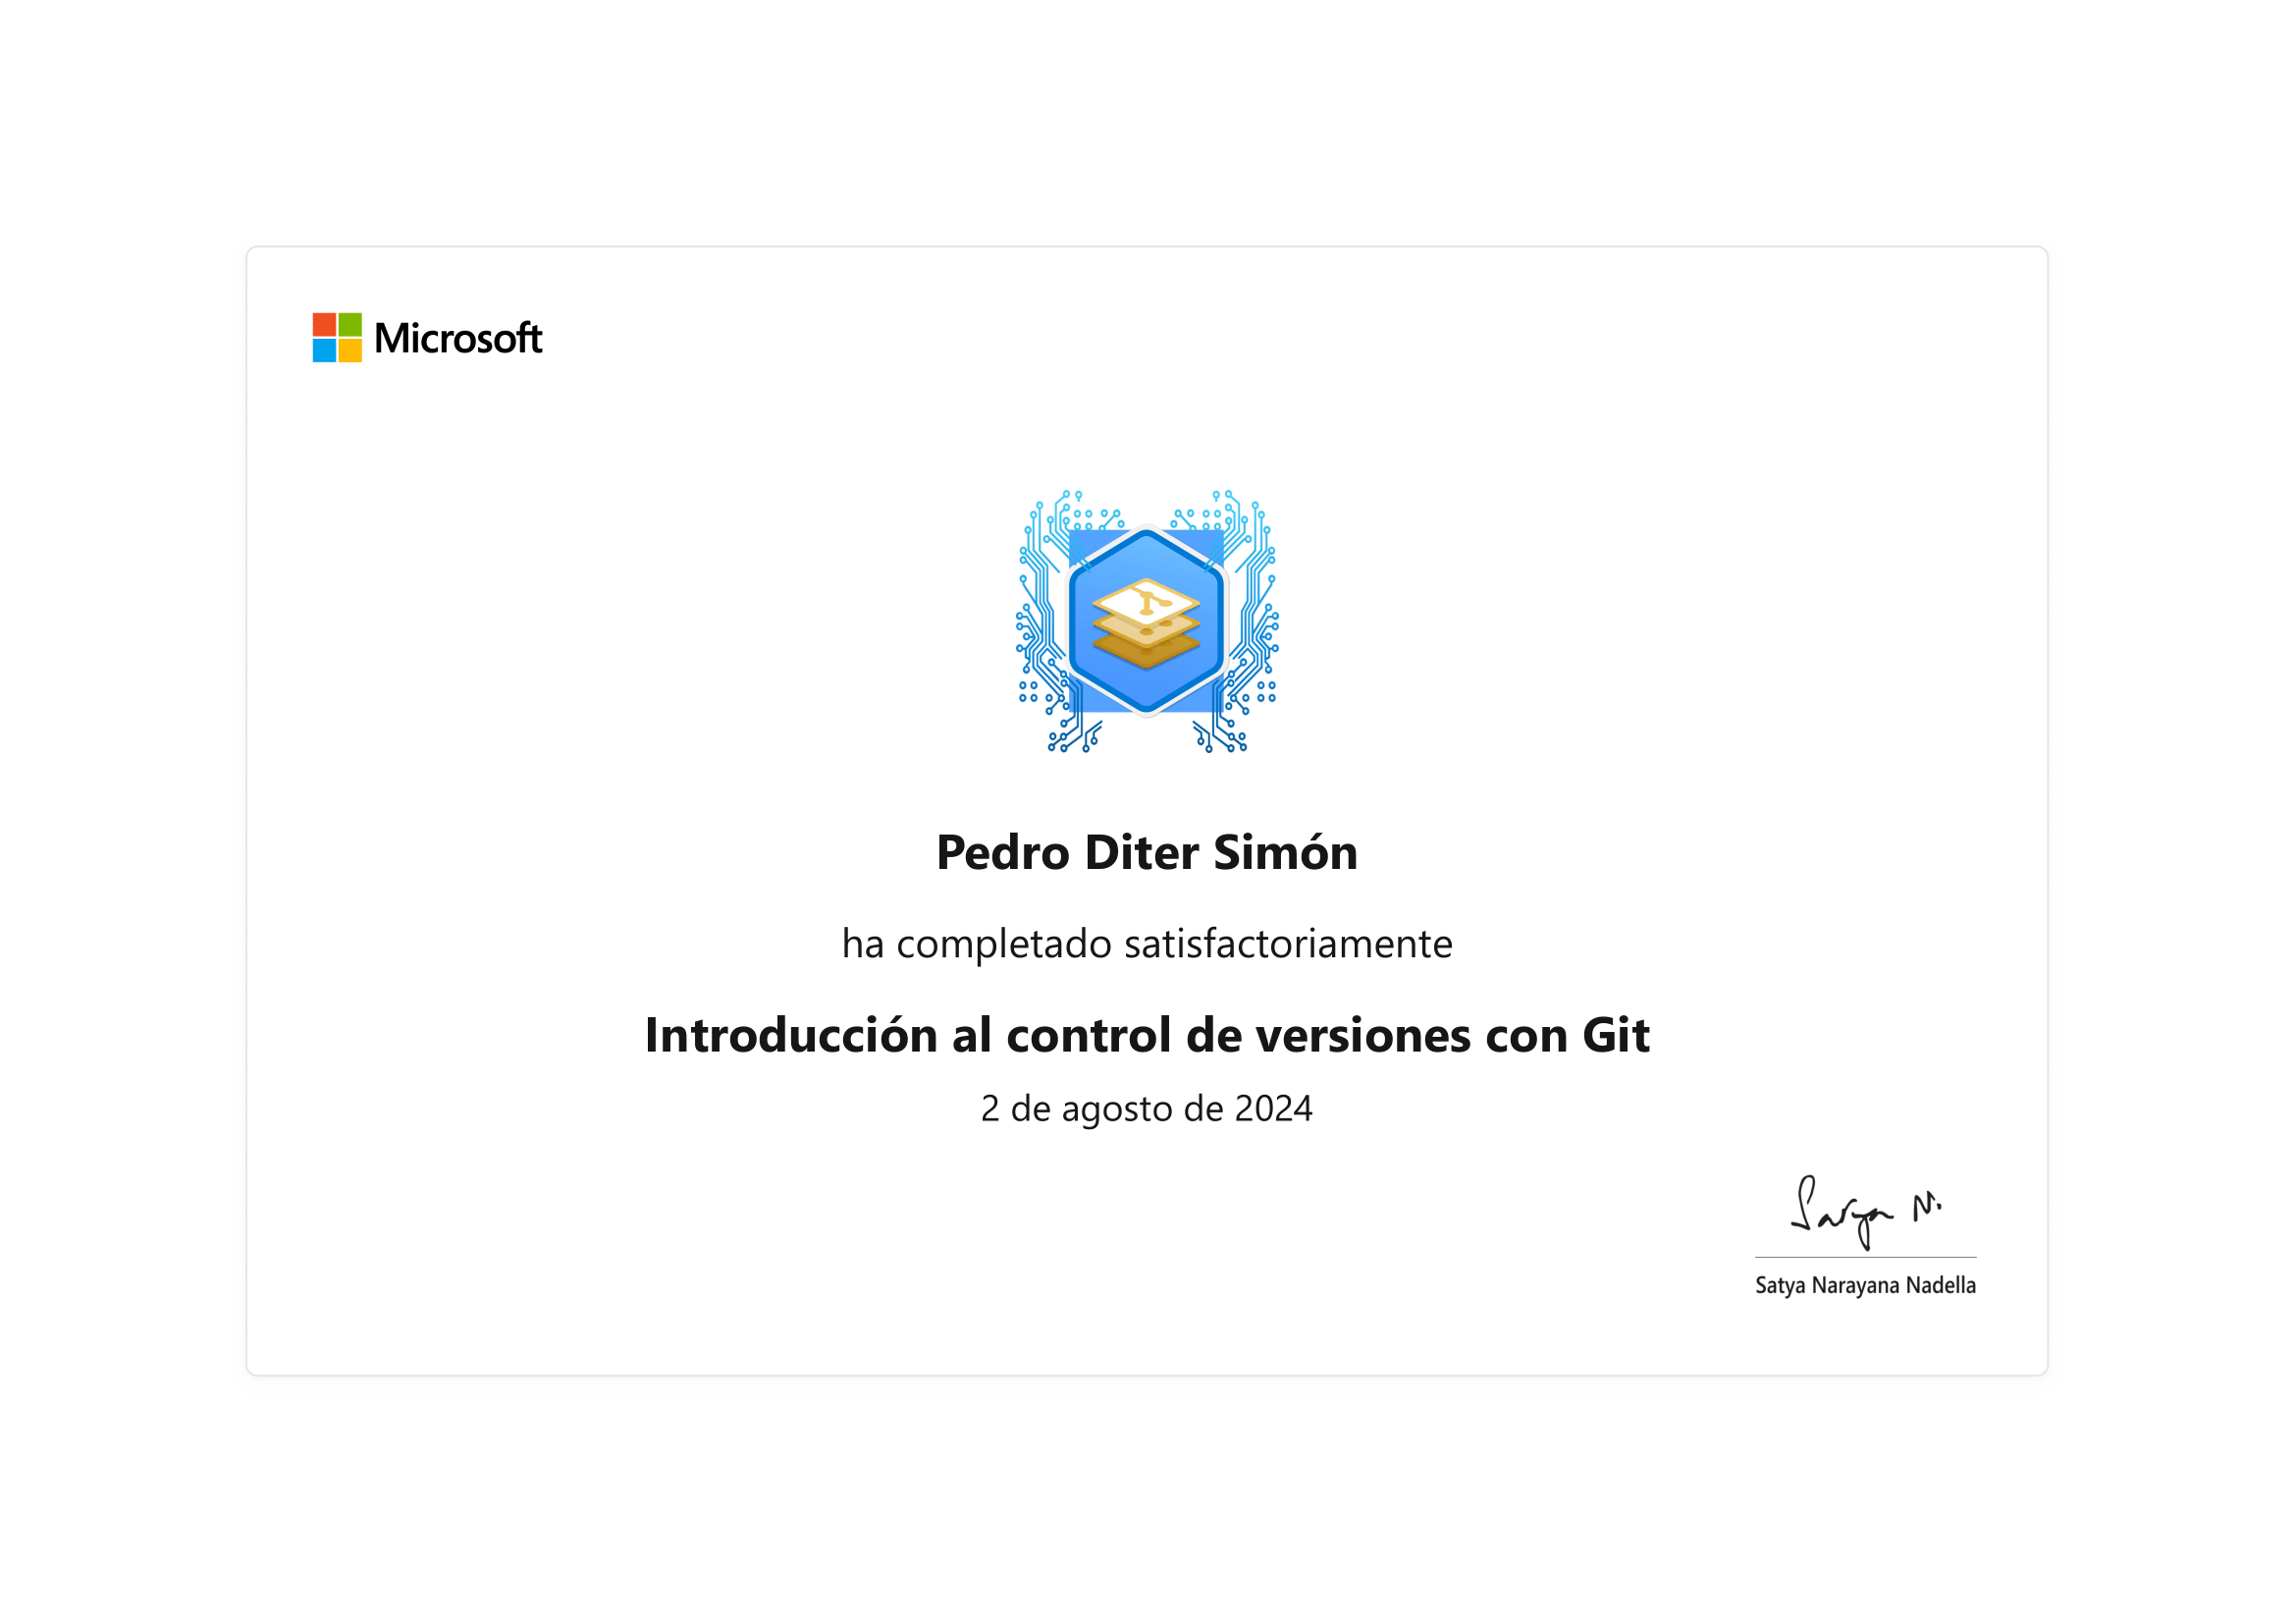 Microsoft
Pedro Diter Simón
ha completado satisfactoriamente
Introducción al control de versiones con Git
2 de agosto de 2024
Satya N.
Satya Narayana Nadella